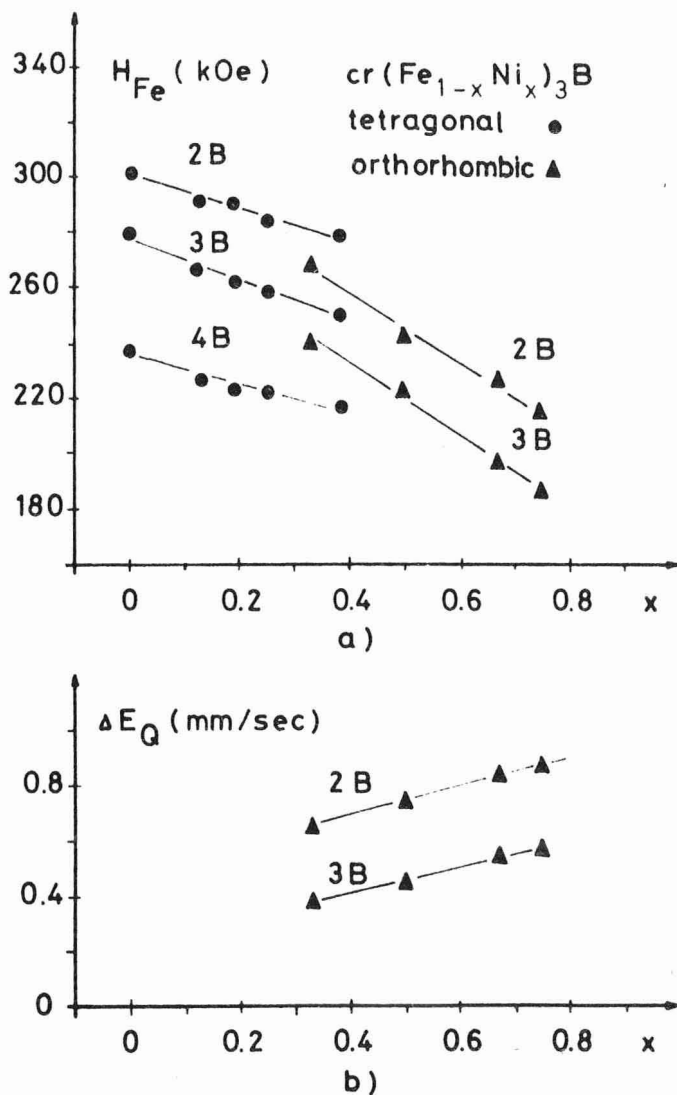 340
H_Fe (kOe)
cr(Fe_1-x Ni_x)_3B
tetragonal ●
orthorhombic ▲
300
2B
3B
260
4B
2B
220
3B
180
0 0.2 0.4 0.6 0.8 x
a)
ΔE_Q (mm/sec)
0.8
2B
0.4
3B
0
0 0.2 0.4 0.6 0.8 x
b)